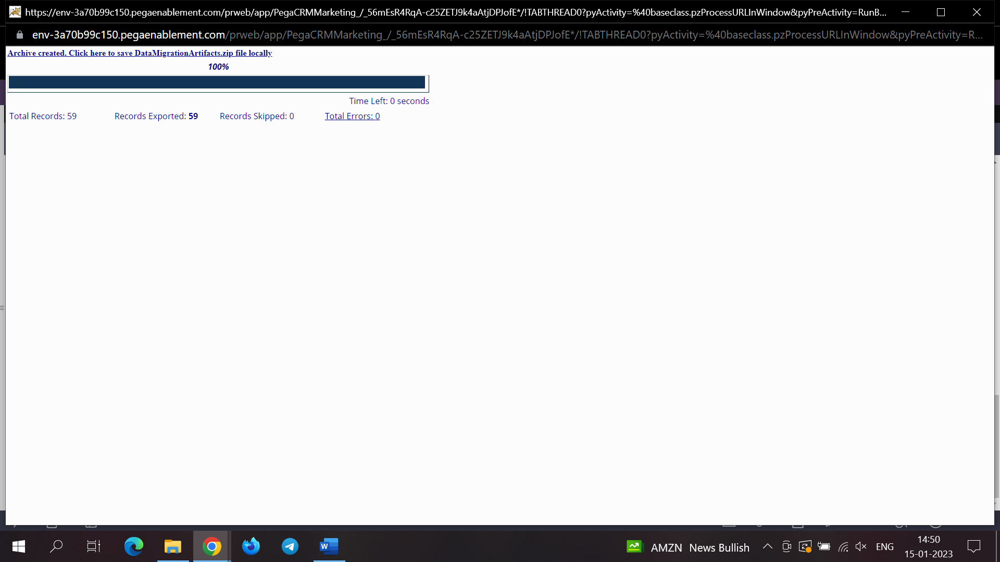 https://env-3a70b99c150.pegaenablement.com/prweb/app/PegaCRMMarketing_/_56mEsR4RqA-c25ZETJ9k4aAtjDPJofE*/!TABTHREAD0?pyActivity=%40baseclass.pzProcessURLInWindow&pyPreActivity=RunB...
env-3a70b99c150.pegaenablement.com/prweb/app/PegaCRMMarketing_/_56mEsR4RqA-c25ZETJ9k4aAtjDPJofE*/!TABTHREAD0?pyActivity=%40baseclass.pzProcessURLInWindow&pyPreActivity=R...
Archive created. Click here to save DataMigrationArtifacts.zip file locally
100%
Time Left: 0 seconds
Total Records: 59 Records Exported: 59 Records Skipped: 0 Total Errors: 0
AMZN News Bullish
ENG
14:50
15-01-2023